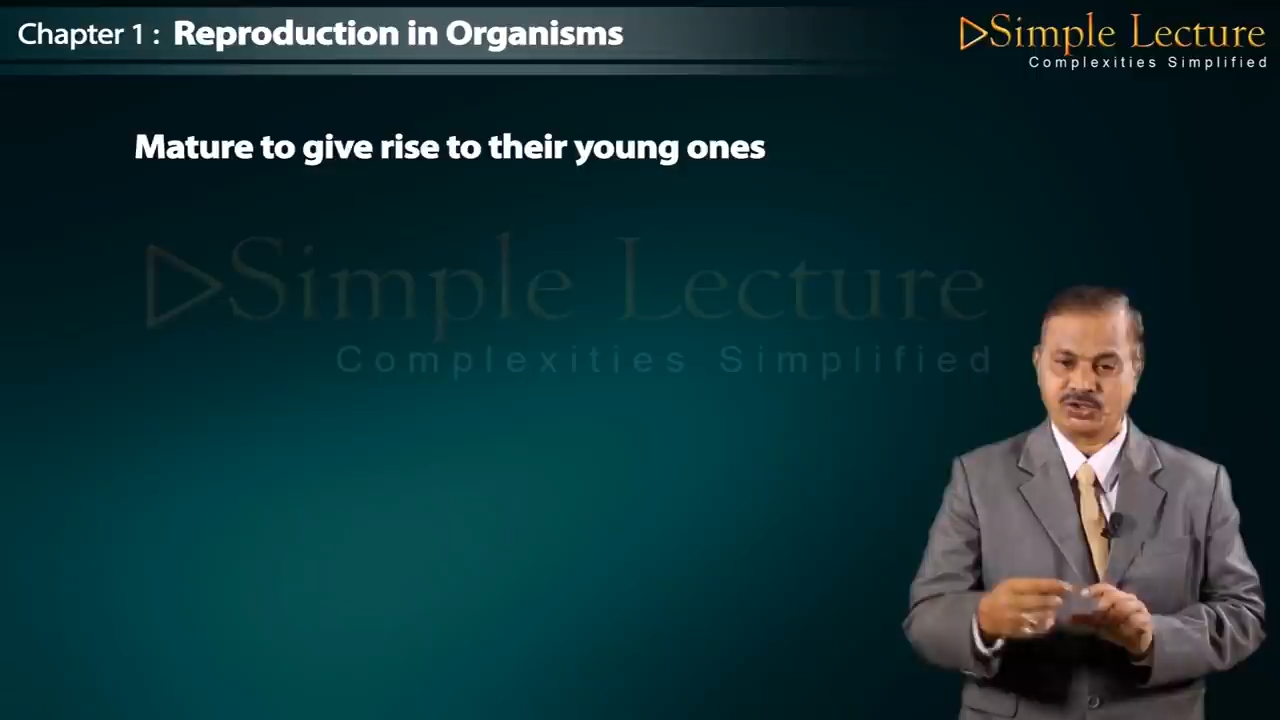 Chapter 1 : Reproduction in Organisms
Simple Lecture
Complexities Simplified
Mature to give rise to their young ones
Simple Lecture
Complexities Simplified